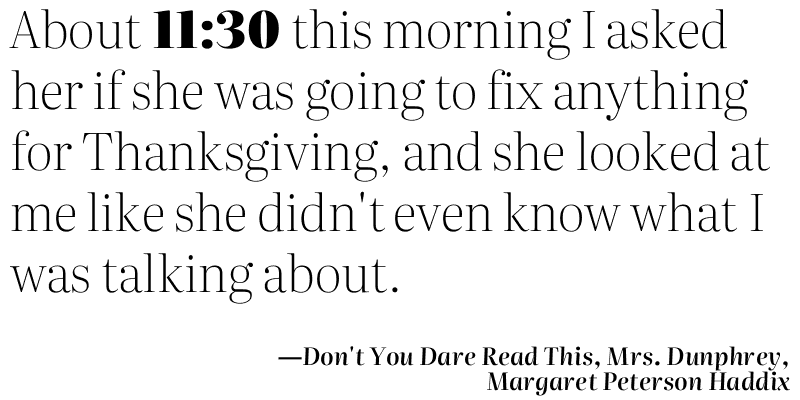 About 11:30 this morning I asked
her if she was going to fix anything
for Thanksgiving, and she looked at
me like she didn't even know what I
was talking about.
—Don't You Dare Read This, Mrs. Dunphrey,
Margaret Peterson Haddix